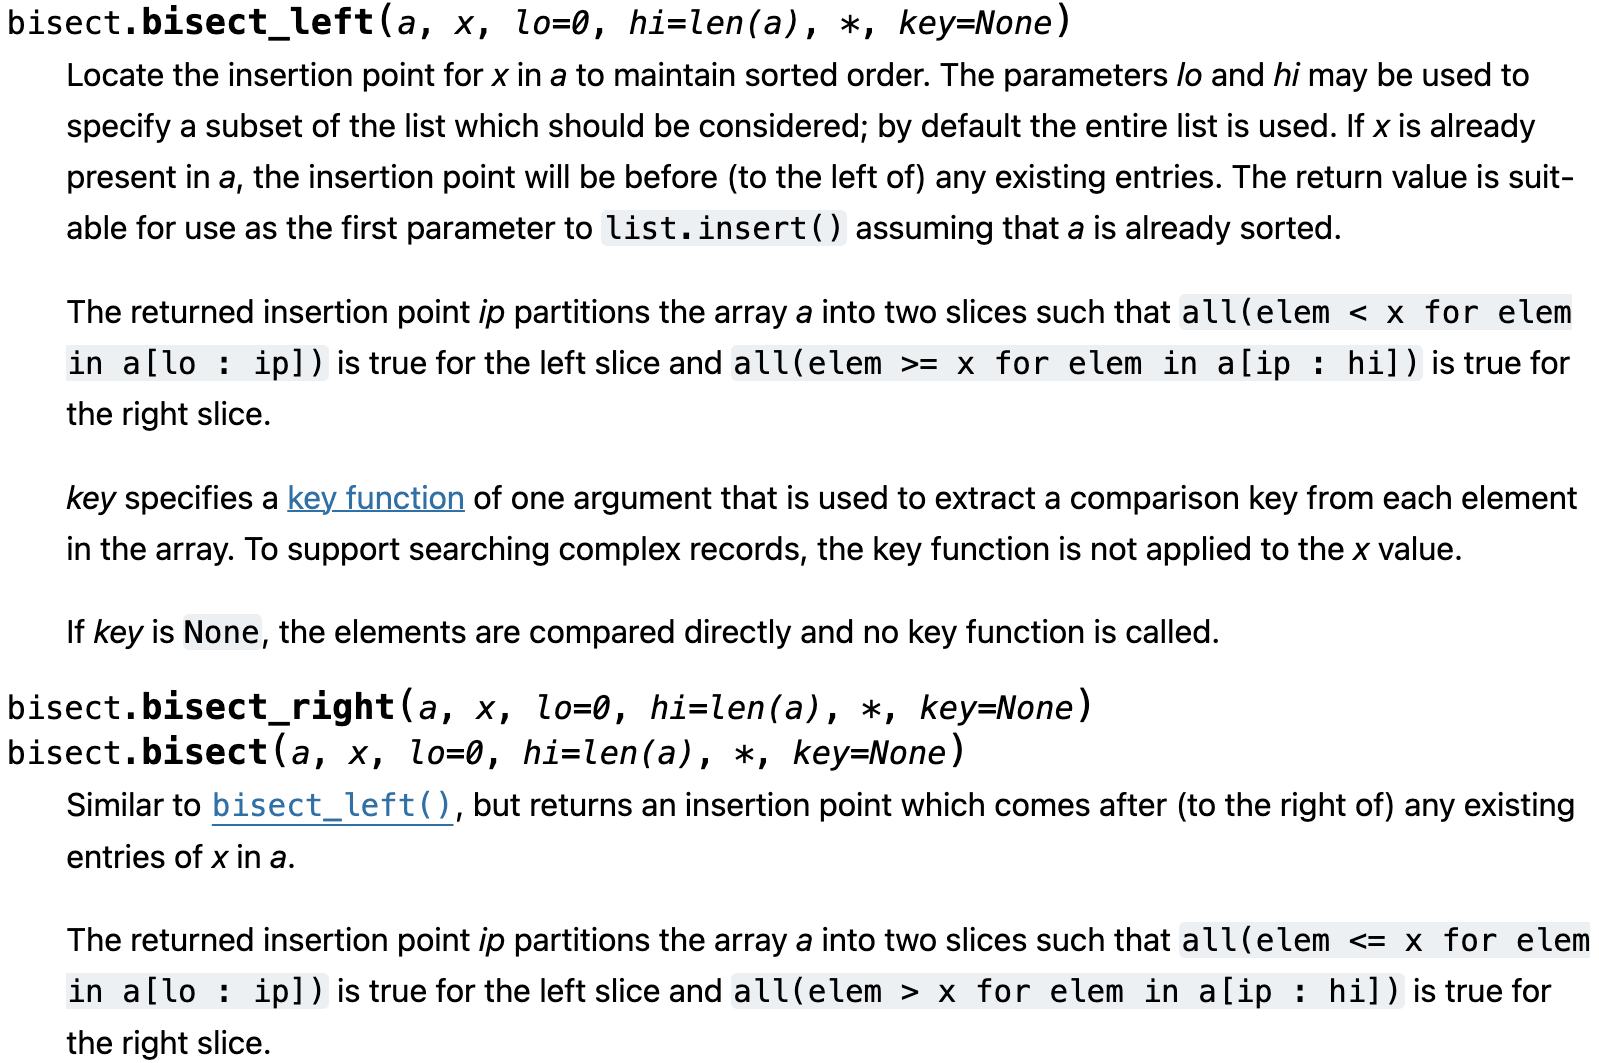 bisect.bisect_left(a, x, lo=0, hi=len(a), *, key=None)
Locate the insertion point for x in a to maintain sorted order. The parameters lo and hi may be used to
specify a subset of the list which should be considered; by default the entire list is used. If x is already
present in a, the insertion point will be before (to the left of) any existing entries. The return value is suit-
able for use as the first parameter to list.insert() assuming that a is already sorted.
The returned insertion point ip partitions the array a into two slices such that all(elem < x for elem
in a[lo : ip]) is true for the left slice and all(elem >= x for elem in a[ip : hi]) is true for
the right slice.
key specifies a key function of one argument that is used to extract a comparison key from each element
in the array. To support searching complex records, the key function is not applied to the x value.
If key is None, the elements are compared directly and no key function is called.
bisect.bisect_right(a, x, lo=0, hi=len(a), *, key=None)
bisect.bisect(a, x, lo=0, hi=len(a), *, key=None)
Similar to bisect_left(), but returns an insertion point which comes after (to the right of) any existing
entries of x in a.
The returned insertion point ip partitions the array a into two slices such that all(elem <= x for elem
in a[lo : ip]) is true for the left slice and all(elem > x for elem in a[ip : hi]) is true for
the right slice.